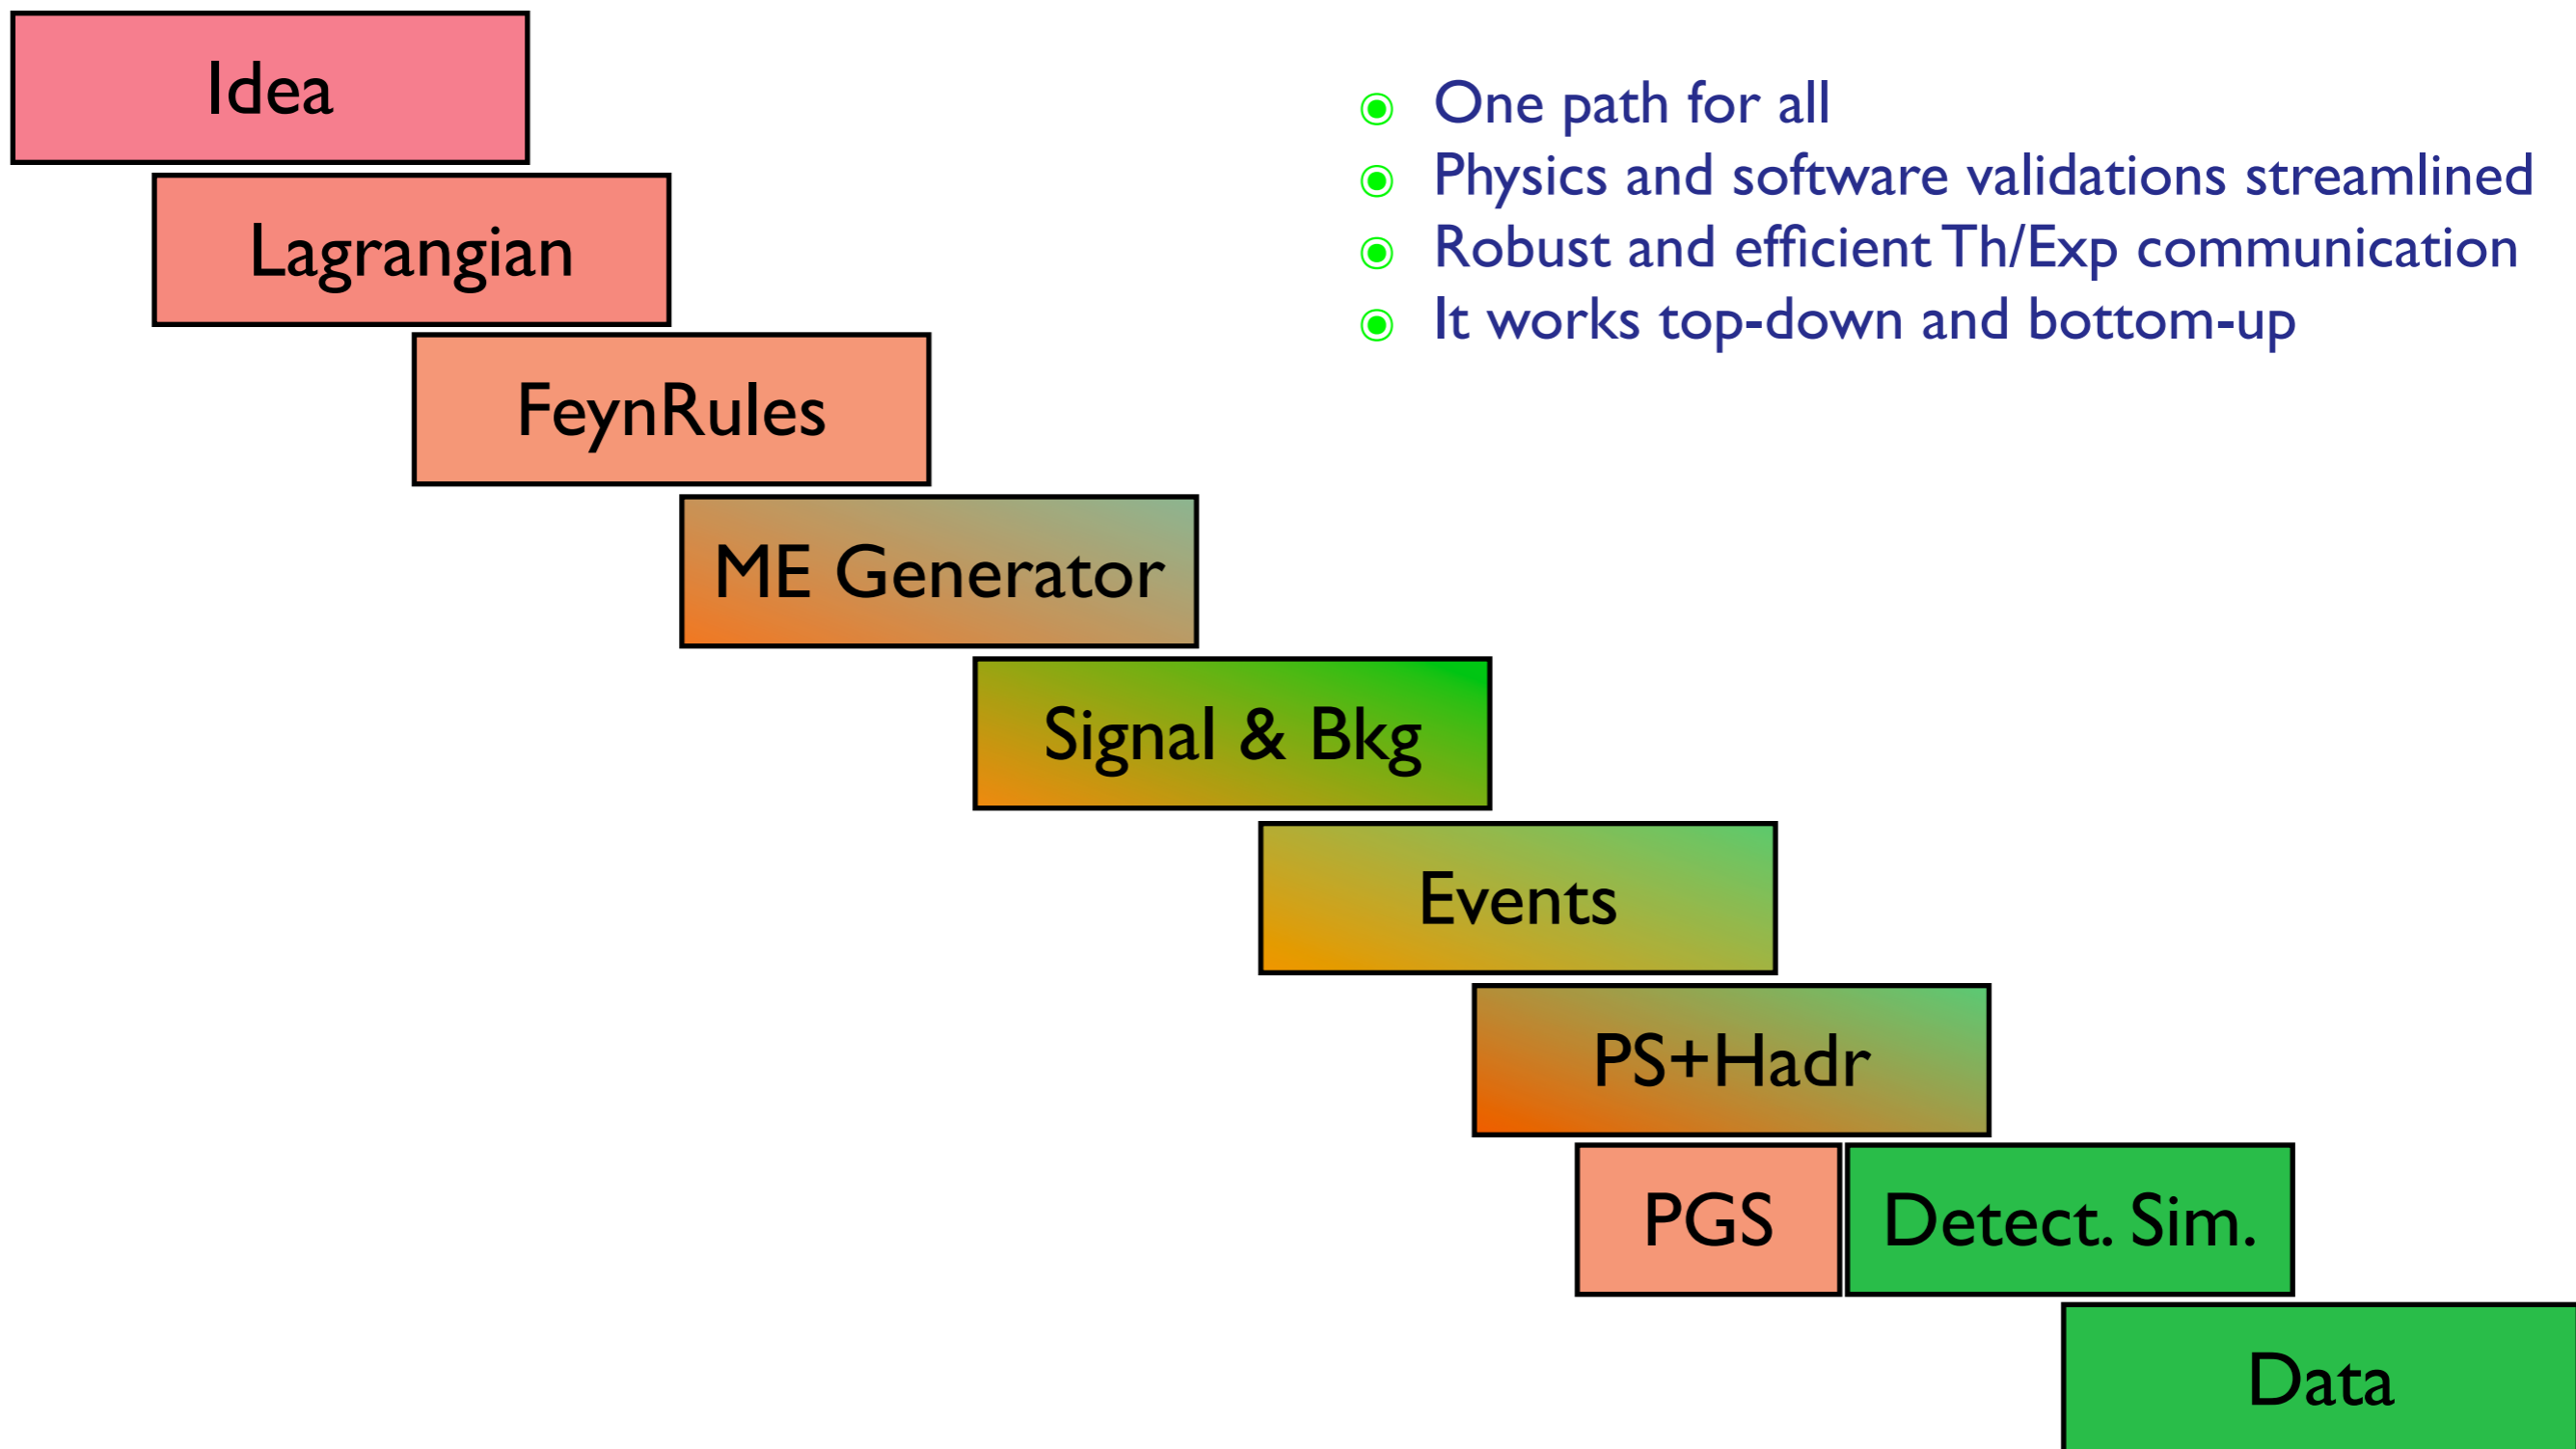 Idea
One path for all
Physics and software validations streamlined
Robust and efficient Th/Exp communication
It works top-down and bottom-up
Lagrangian
FeynRules
ME Generator
Signal & Bkg
Events
PS+Hadr
PGS
Detect. Sim.
Data